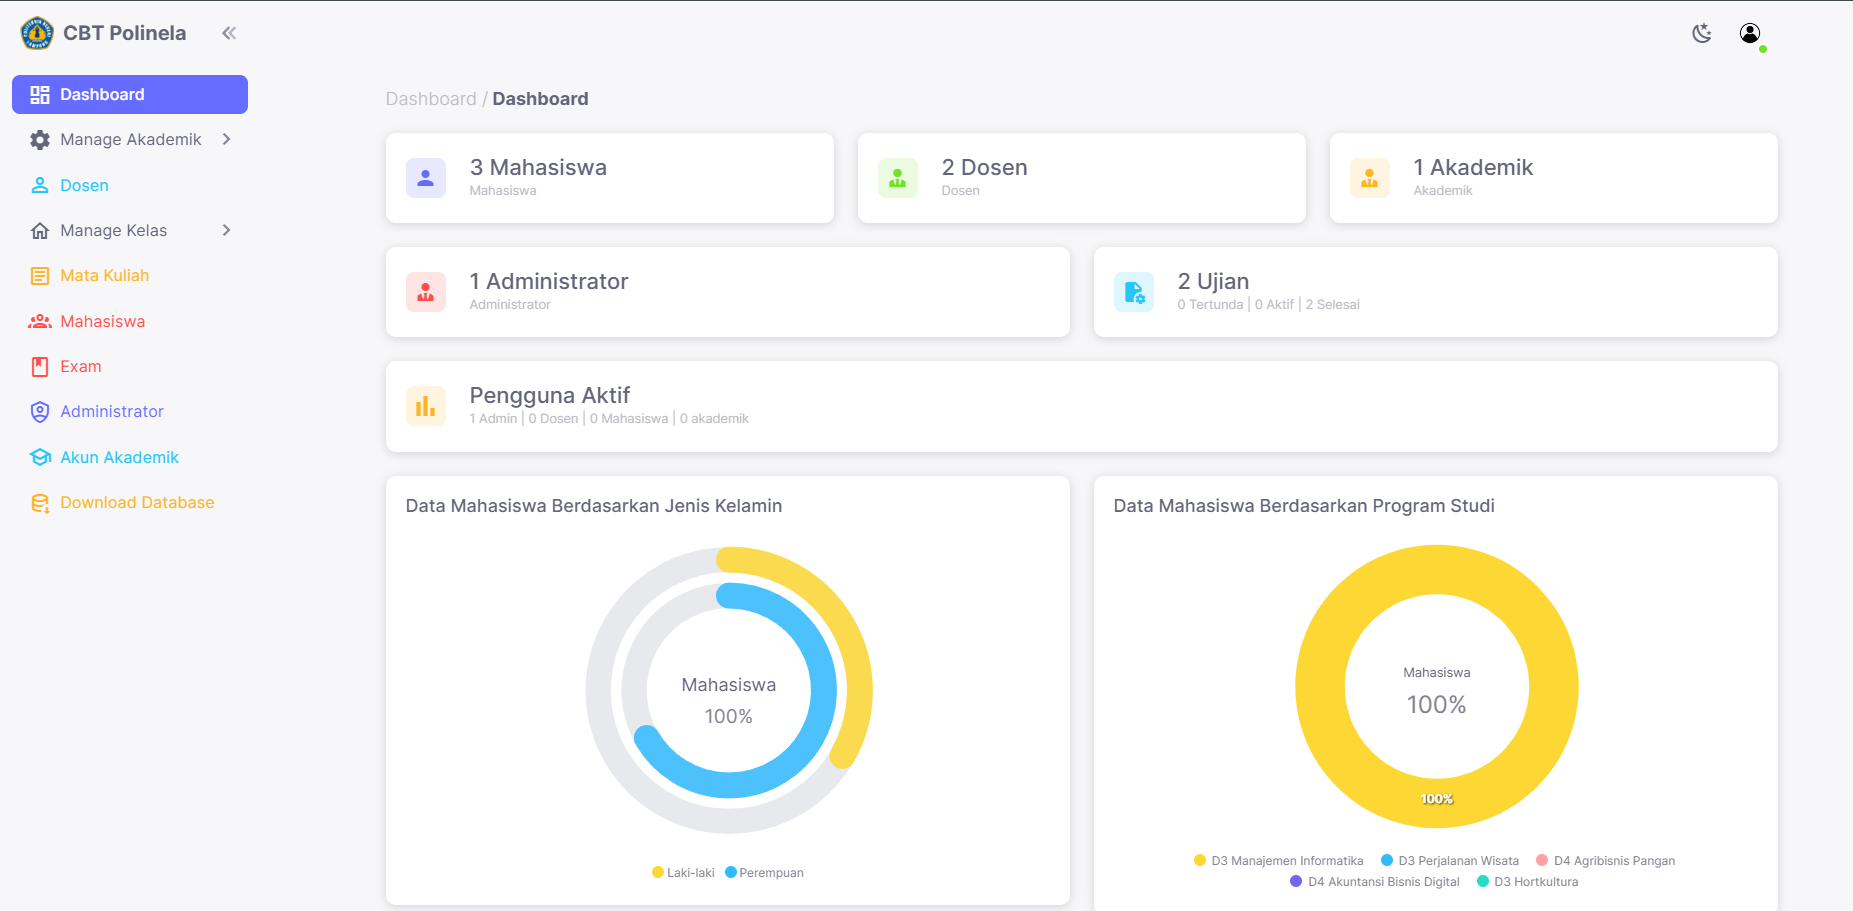 CBT Polinela
Dashboard
Manage Akademik
Dosen
Manage Kelas
Mata Kuliah
Mahasiswa
Exam
Administrator
Akun Akademik
Download Database
Dashboard / Dashboard
3 Mahasiswa
Mahasiswa
2 Dosen
Dosen
1 Akademik
Akademik
1 Administrator
Administrator
2 Ujian
0 Tertunda | 0 Aktif | 2 Selesai
Pengguna Aktif
1 Admin | 0 Dosen | 0 Mahasiswa | 0 akademik
Data Mahasiswa Berdasarkan Jenis Kelamin
Mahasiswa
100%
Laki-laki Perempuan
Data Mahasiswa Berdasarkan Program Studi
Mahasiswa
100%
100%
D3 Manajemen Informatika D3 Perjalanan Wisata D4 Agribisnis Pangan
D4 Akuntansi Bisnis Digital D3 Hortkultura